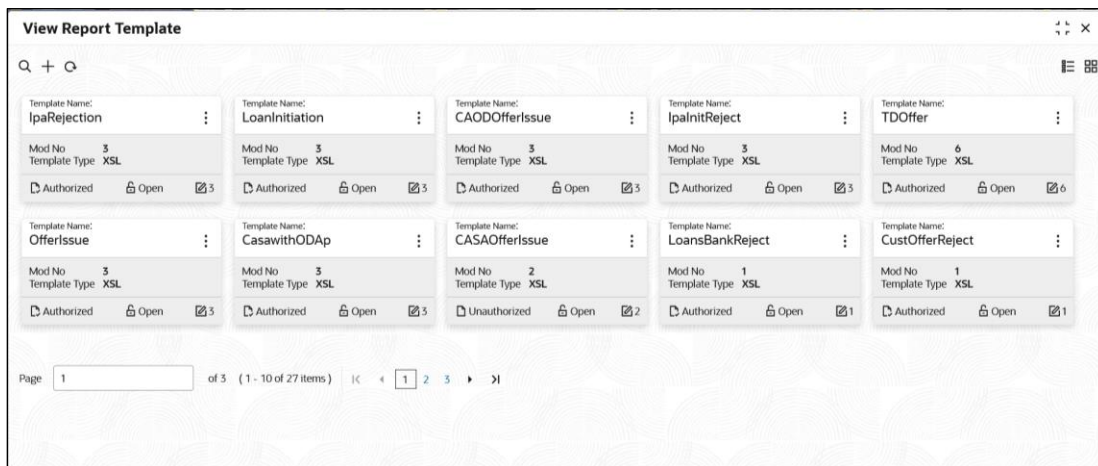 View Report Template
Template Name: Template Name: Template Name: Template Name: Template Name:
IpaRejection LoanInitiation CAODOfferIssue IpaInitReject TDOffer
Mod No 3 Mod No 3 Mod No 3 Mod No 3 Mod No 6
Template Type XSL Template Type XSL Template Type XSL Template Type XSL Template Type XSL
Authorized Open 3 Authorized Open 3 Authorized Open 3 Authorized Open 3 Authorized Open 6
Template Name: Template Name: Template Name: Template Name: Template Name:
OfferIssue CasawithODAp CASAOfferIssue LoansBankReject CustOfferReject
Mod No 3 Mod No 3 Mod No 2 Mod No 1 Mod No 1
Template Type XSL Template Type XSL Template Type XSL Template Type XSL Template Type XSL
Authorized Open 3 Authorized Open 3 Unauthorized Open 2 Authorized Open 1 Authorized Open 1
Page 1 of 3 (1 - 10 of 27 items) 1 2 3